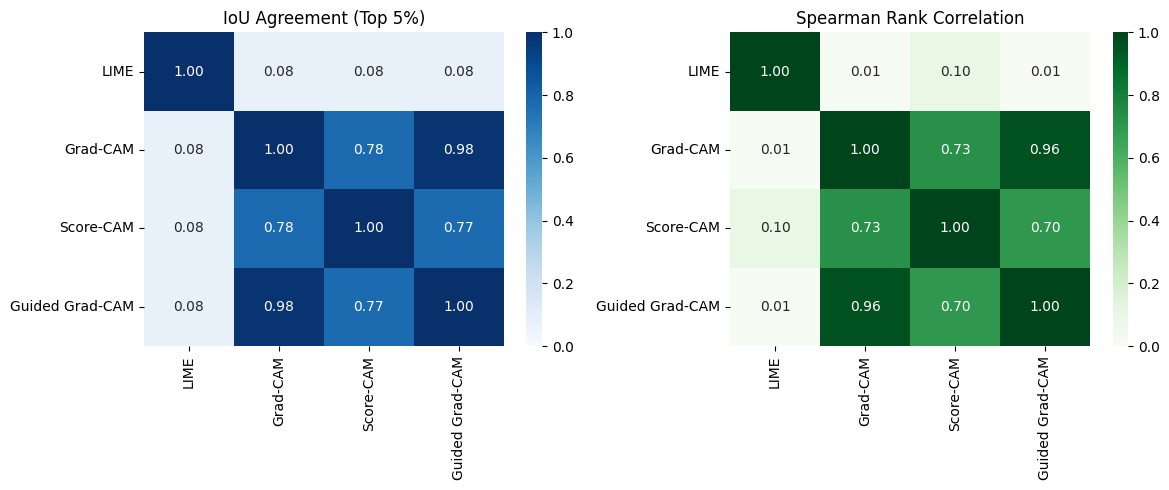 IoU Agreement (Top 5%)
LIME
Grad-CAM
Score-CAM
Guided Grad-CAM
1.00 0.08 0.08 0.08
0.08 1.00 0.78 0.98
0.08 0.78 1.00 0.77
0.08 0.98 0.77 1.00
LIME
Grad-CAM
Score-CAM
Guided Grad-CAM
1.0
0.8
0.6
0.4
0.2
0.0
Spearman Rank Correlation
LIME
Grad-CAM
Score-CAM
Guided Grad-CAM
1.00 0.01 0.10 0.01
0.01 1.00 0.73 0.96
0.10 0.73 1.00 0.70
0.01 0.96 0.70 1.00
LIME
Grad-CAM
Score-CAM
Guided Grad-CAM
1.0
0.8
0.6
0.4
0.2
0.0